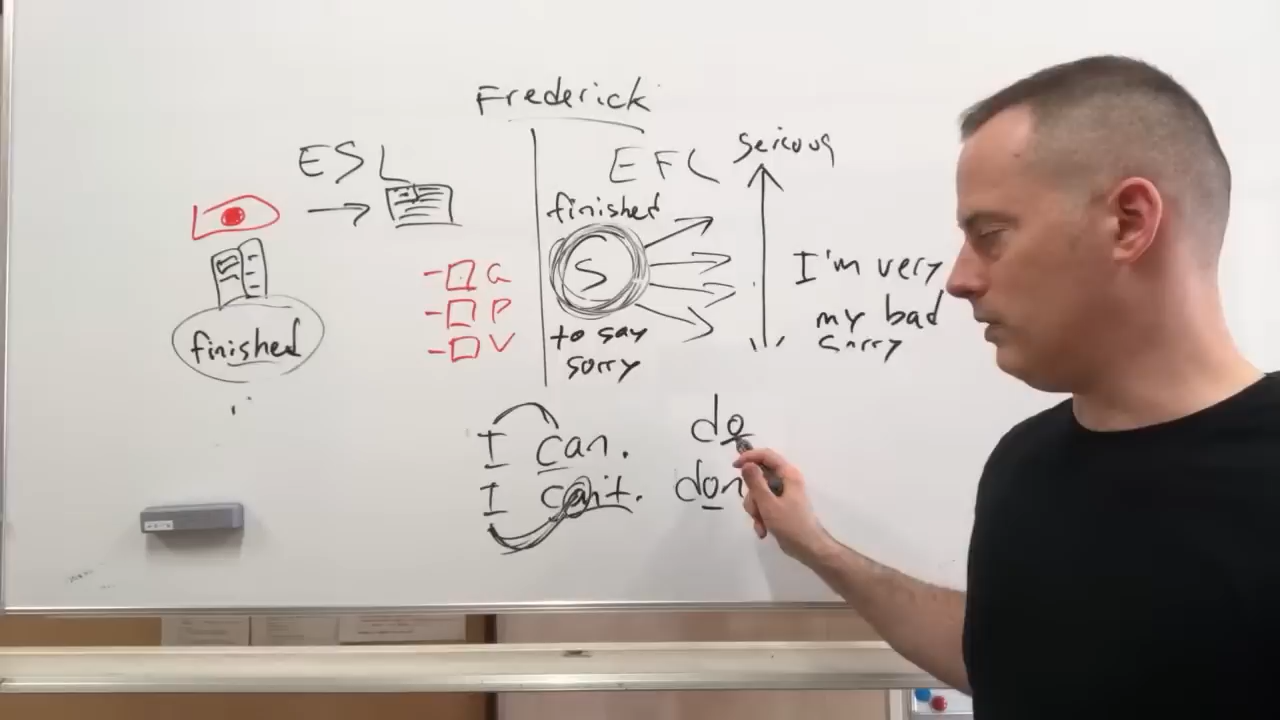 Frederick
ESL
finished
G
P
V
EFL
finished
S
to say
sorry
serious
I'm very
my bad
sorry
I can.
I can't.
do
don